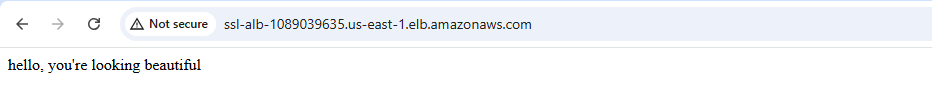 Not secure ssl-alb-1089039635.us-east-1.elb.amazonaws.com
hello, you're looking beautiful